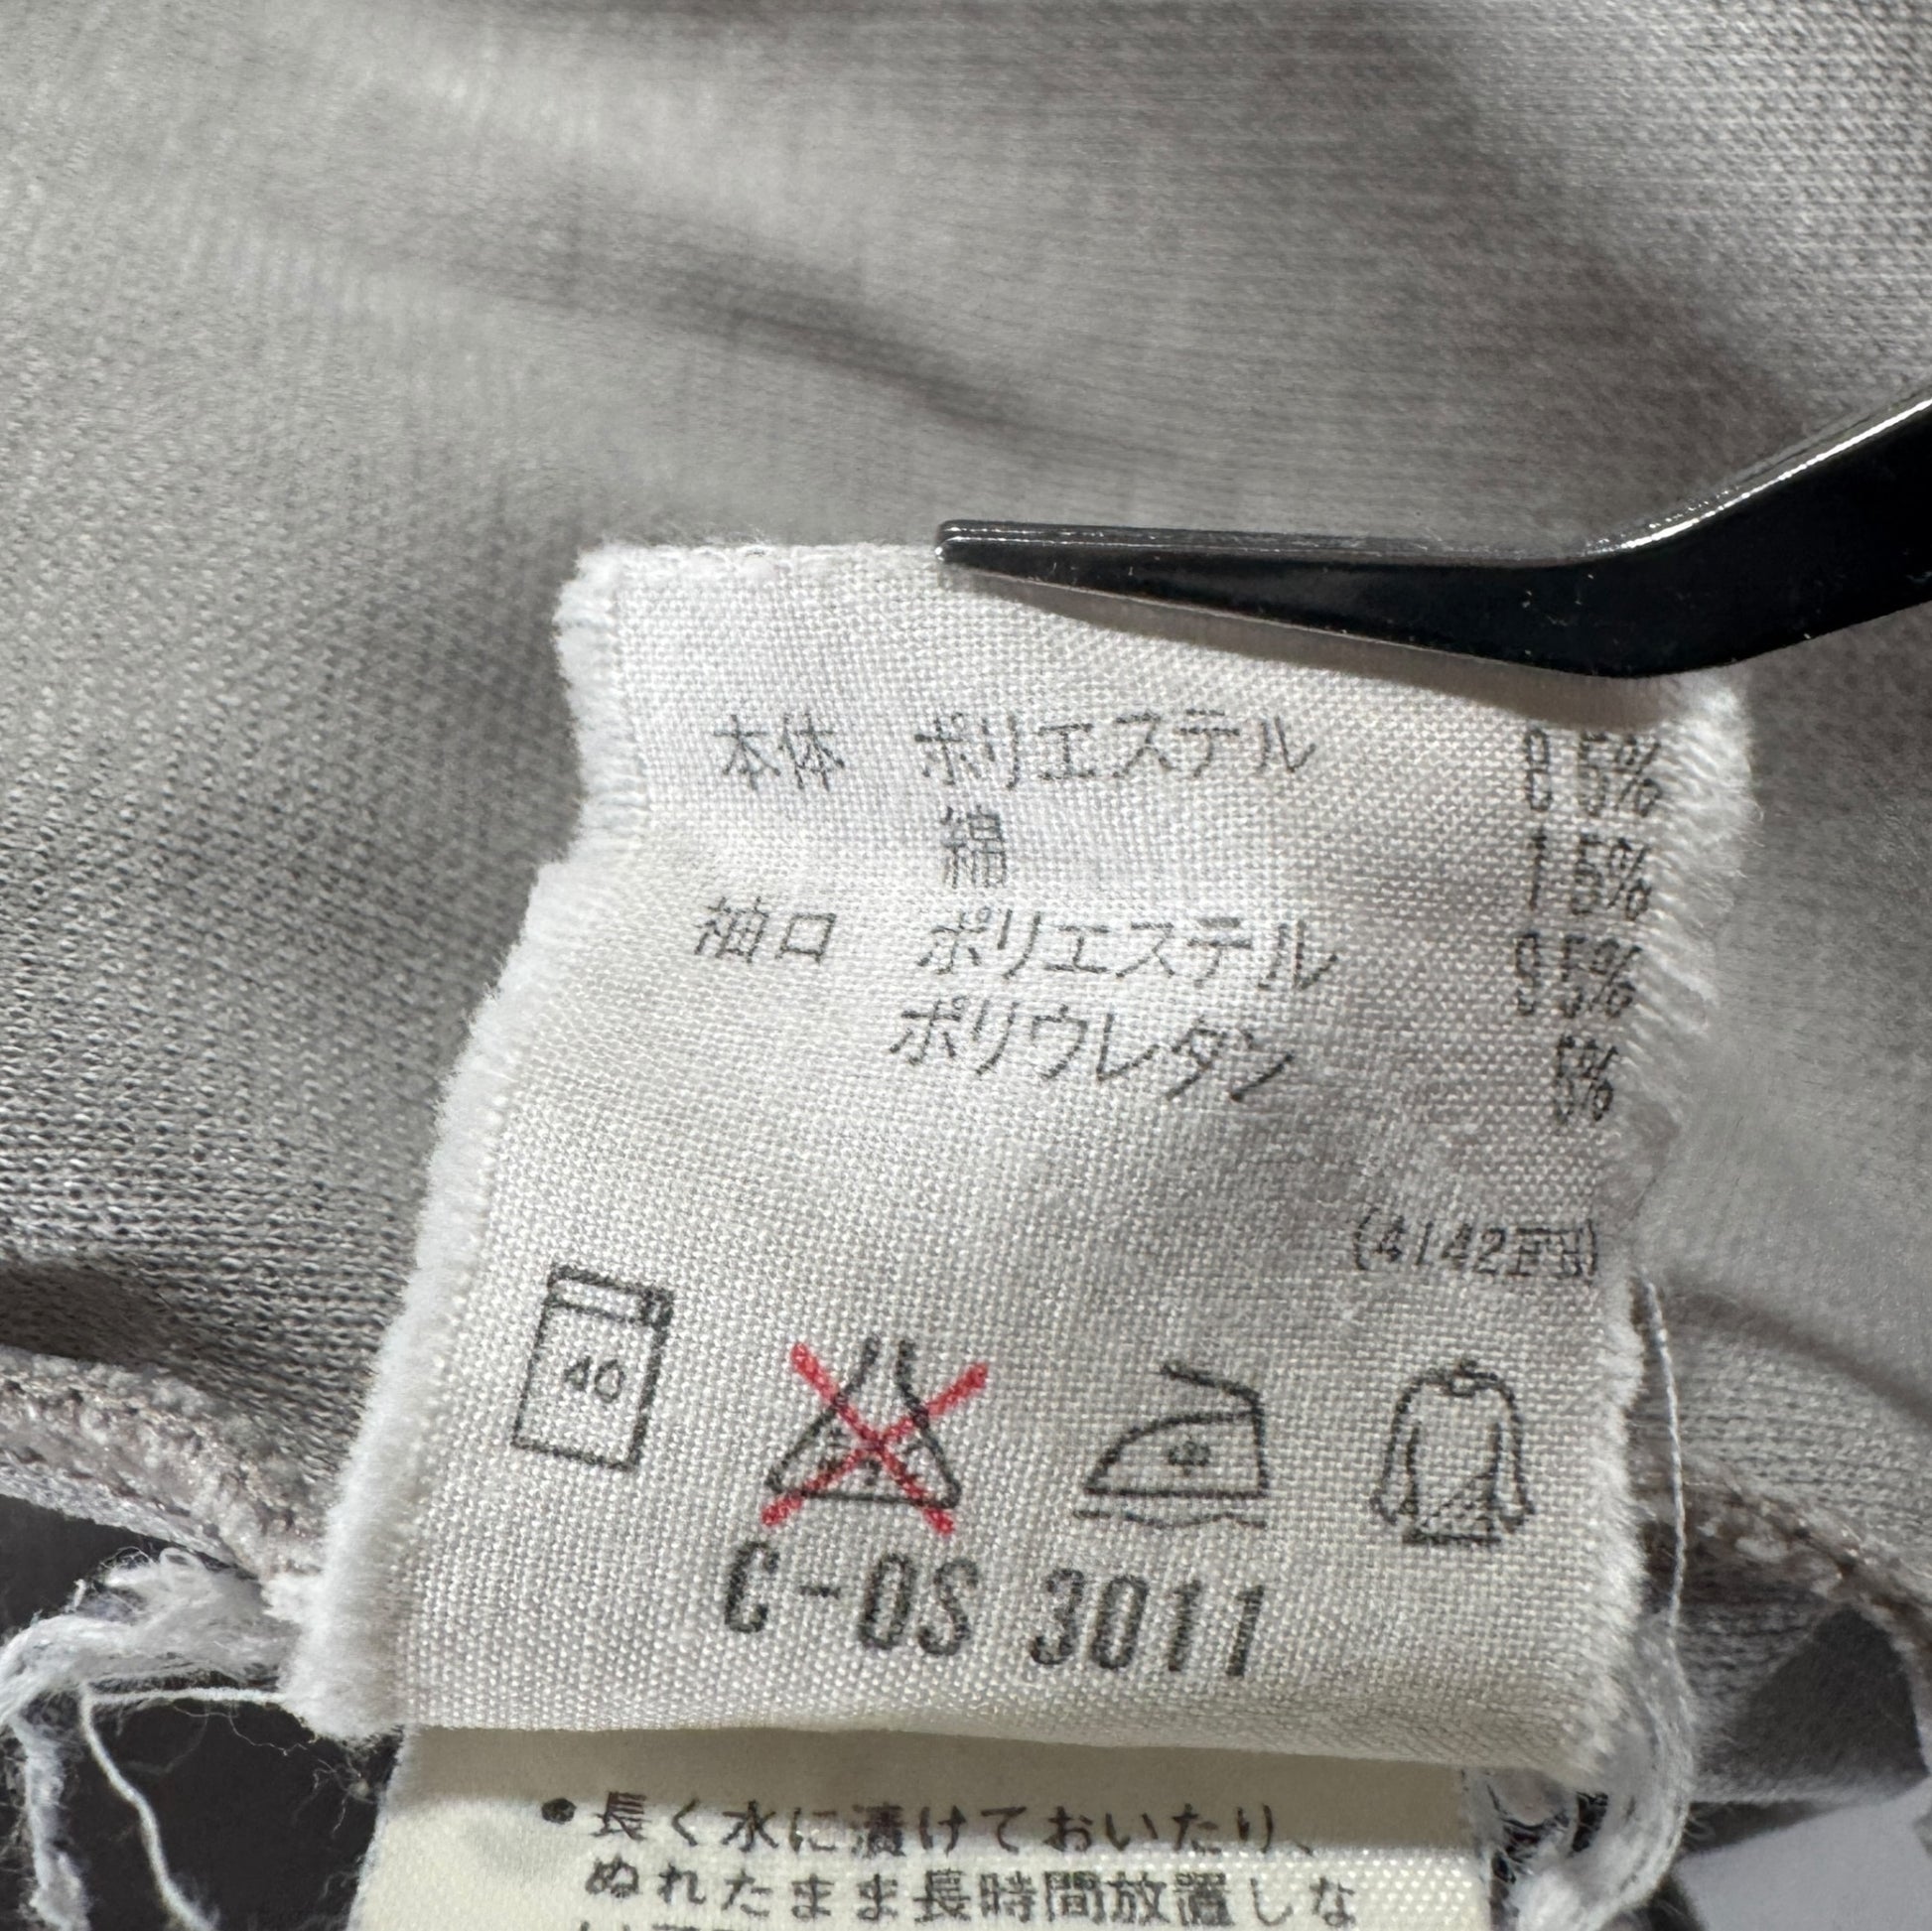 本体 ポリエステル 85%
綿 15%
袖口 ポリエステル 95%
ポリウレタン 5%
(4142
40
C-OS 3011
•長く水に漬けておいたり、
ぬれたまま長時間放置しな